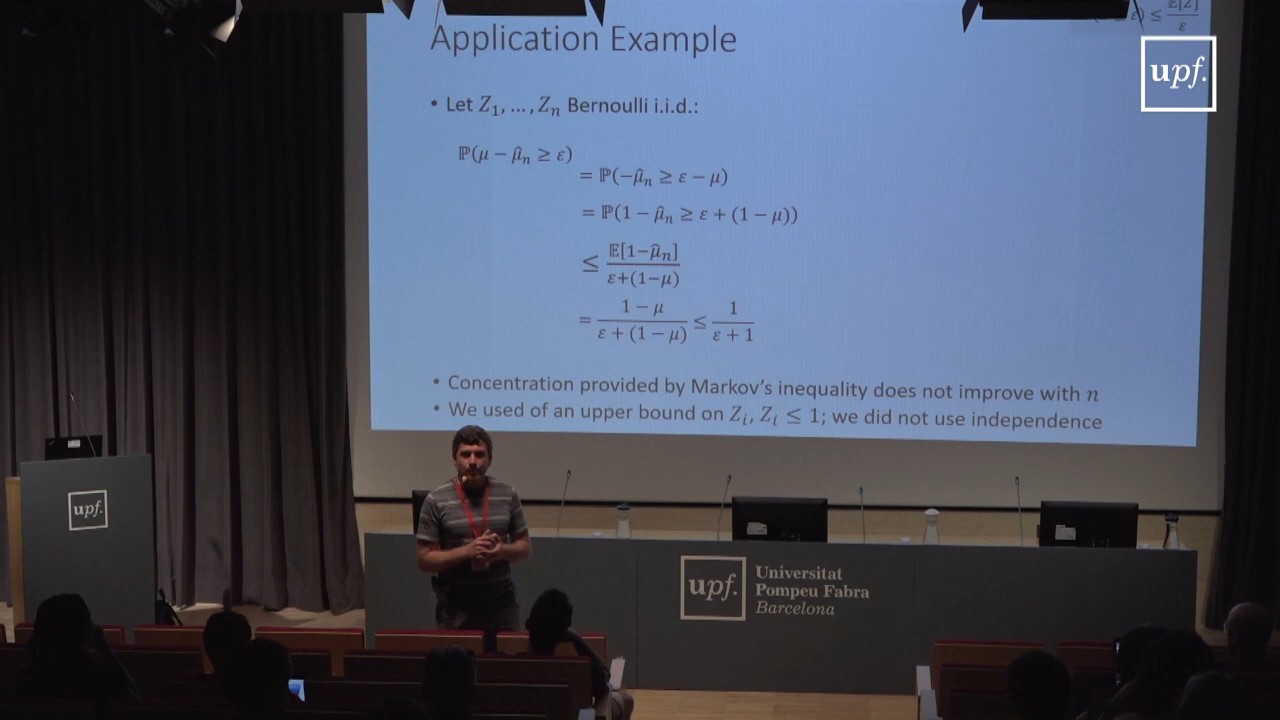 Application Example
ε) ≤ 𝔼[Z] / ε
upf.
• Let Z₁, … , Zₙ Bernoulli i.i.d.:
ℙ(μ − μ̂ₙ ≥ ε)
= ℙ(−μ̂ₙ ≥ ε − μ)
= ℙ(1 − μ̂ₙ ≥ ε + (1 − μ))
≤ 𝔼[1−μ̂ₙ] / ε+(1−μ)
= 1 − μ / ε + (1 − μ) ≤ 1 / ε + 1
• Concentration provided by Markov's inequality does not improve with n
• We used of an upper bound on Zᵢ, Zᵢ ≤ 1; we did not use independence
upf.
upf.
Universitat
Pompeu Fabra
Barcelona